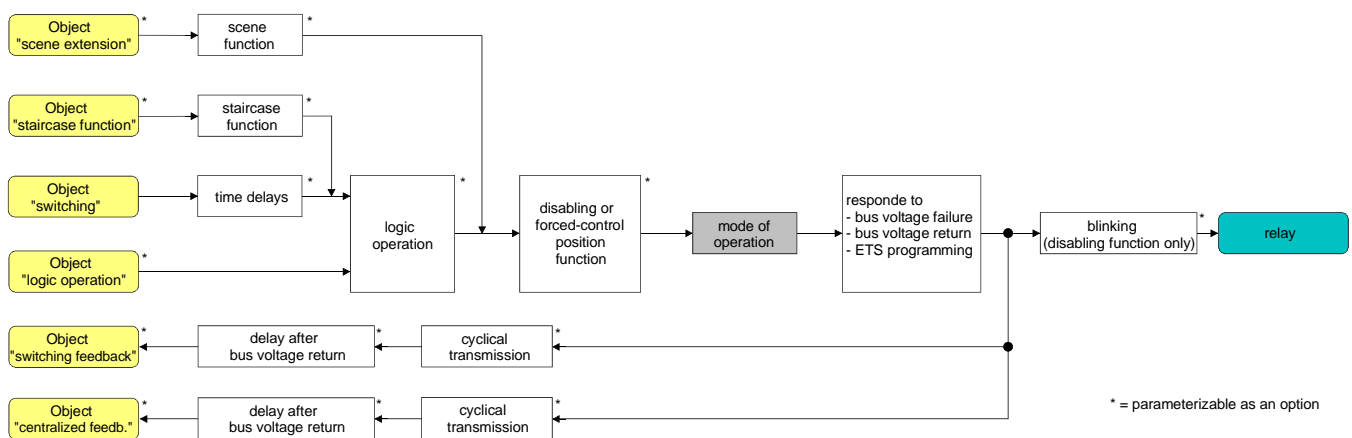 Object
"scene extension"
*
scene
function
*
Object
"staircase function"
*
staircase
function
*
Object
"switching"
time delays
*
Object
"logic operation"
*
logic
operation
*
disabling or
forced-control
position
function
*
mode of
operation
responde to
- bus voltage failure
- bus voltage return
- ETS programming
blinking
(disabling function only)
*
relay
Object
"switching feedback"
*
delay after
bus voltage return
*
cyclical
transmission
*
Object
"centralized feedb."
*
delay after
bus voltage return
*
cyclical
transmission
*
* = parameterizable as an option